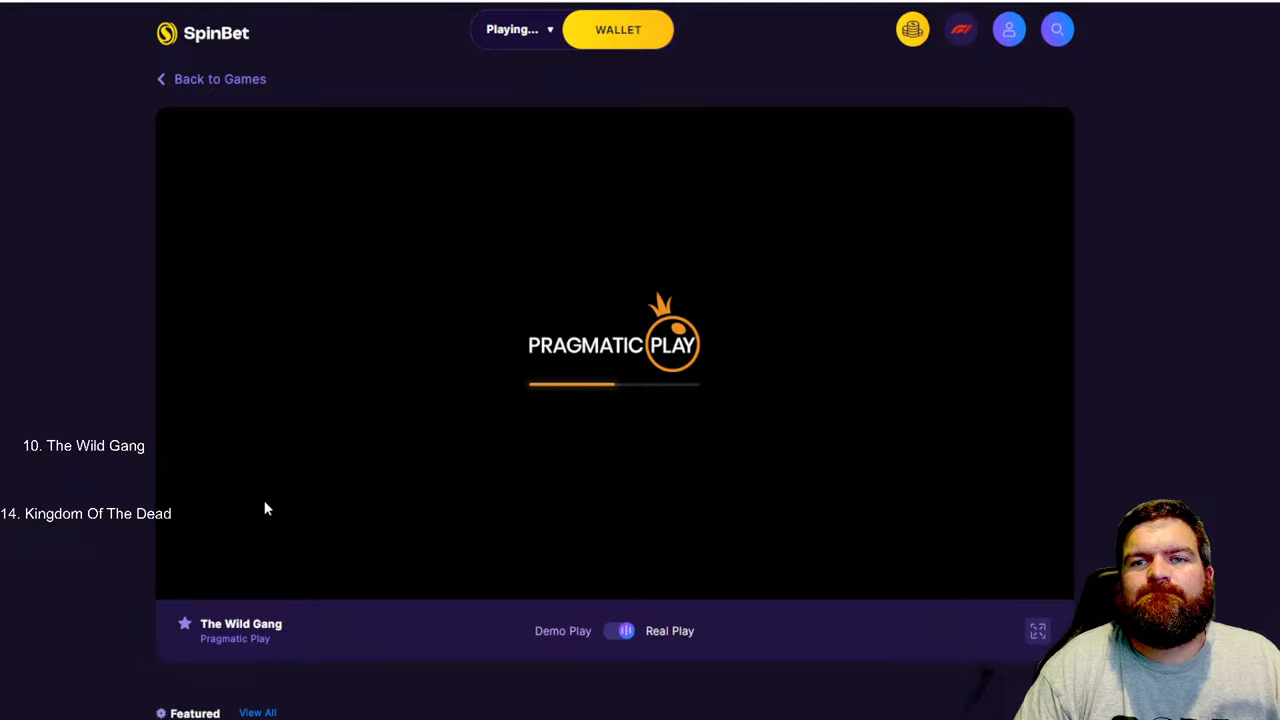 SpinBet
Playing...
WALLET
Back to Games
PRAGMATIC PLAY
10. The Wild Gang
14. Kingdom Of The Dead
The Wild Gang
Pragmatic Play
Demo Play
Real Play
Featured
View All